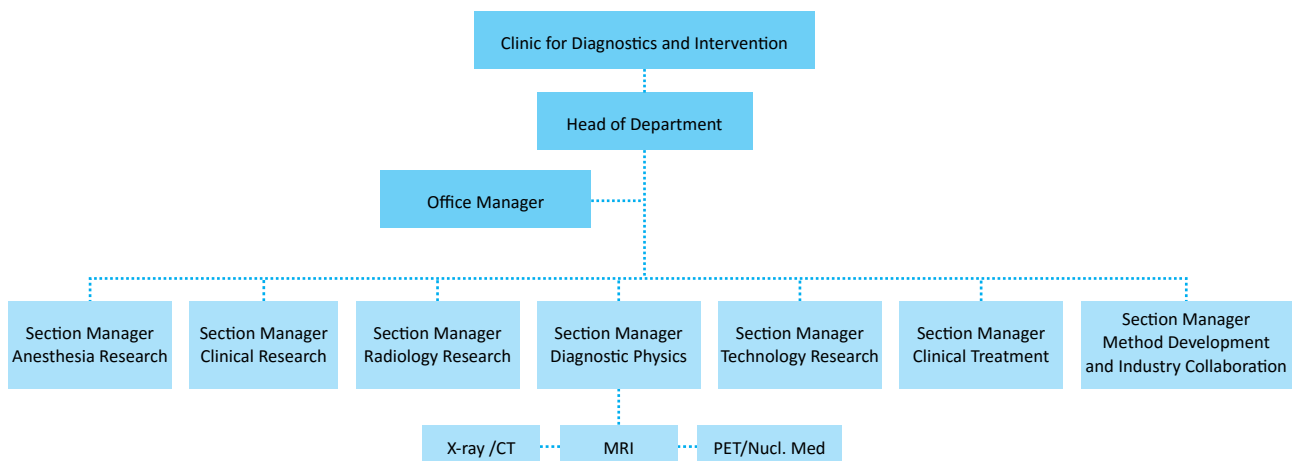 Clinic for Diagnostics and Intervention
Head of Department
Office Manager
Section Manager
Anesthesia Research
Section Manager
Clinical Research
Section Manager
Radiology Research
Section Manager
Diagnostic Physics
Section Manager
Technology Research
Section Manager
Clinical Treatment
Section Manager
Method Development
and Industry Collaboration
X-ray /CT
MRI
PET/Nucl. Med